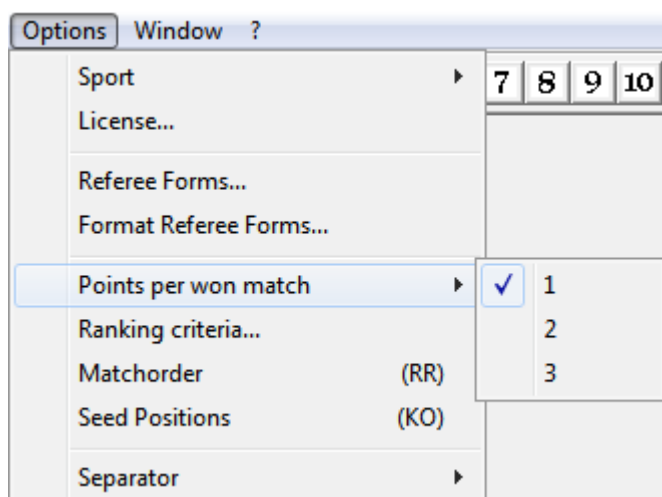 Options Window ?
Sport
7 8 9 10
License...
Referee Forms...
Format Referee Forms...
Points per won match
1
Ranking criteria...
2
Matchorder (RR)
3
Seed Positions (KO)
Separator